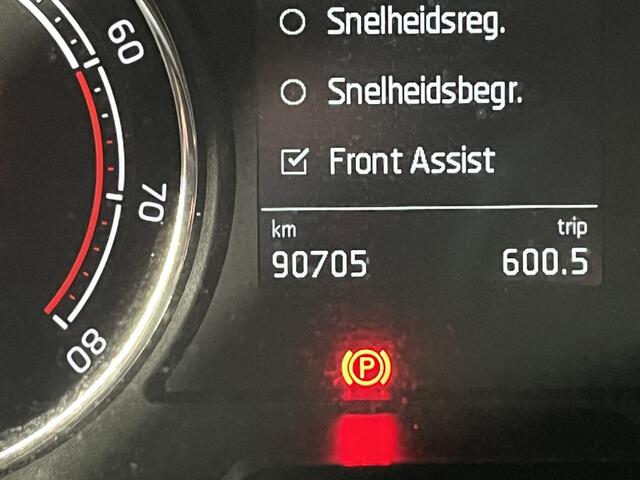 60
70
80
Snelheidsreg.
Snelheidsbegr.
Front Assist
km trip
90705 600.5
P